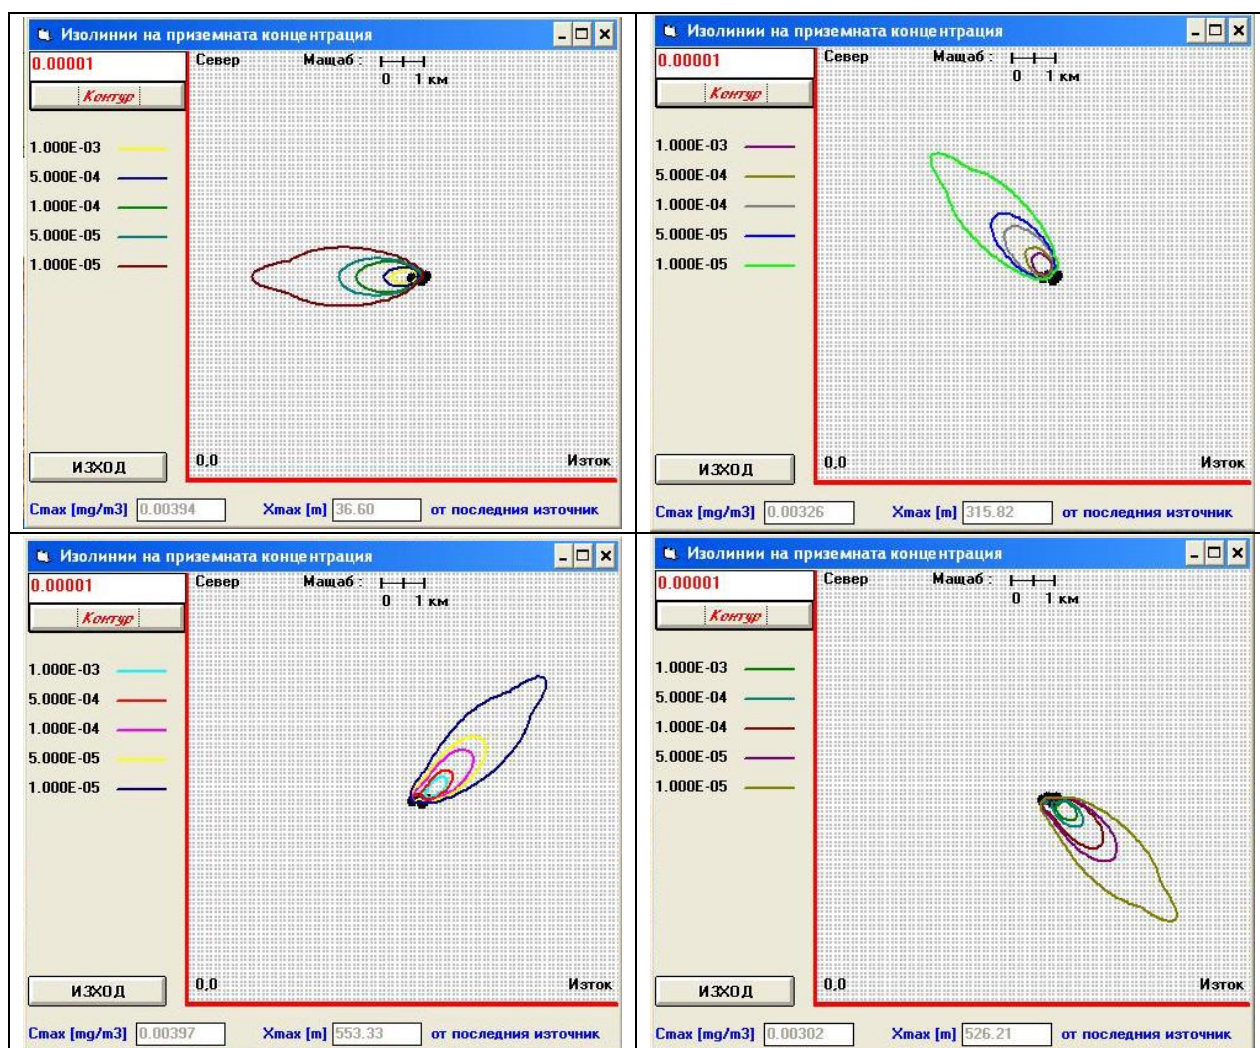 Изолинии на приземната концентрация
0.00001
Север Мащаб :
0 1 км
Контур
1.000E-03
5.000E-04
1.000E-04
5.000E-05
1.000E-05
ИЗХОД
0,0 Изток
Cmax [mg/m3] 0.00394 Xmax [m] 36.60 от последния източник
Изолинии на приземната концентрация
0.00001
Север Мащаб :
0 1 км
Контур
1.000E-03
5.000E-04
1.000E-04
5.000E-05
1.000E-05
ИЗХОД
0,0 Изток
Cmax [mg/m3] 0.00326 Xmax [m] 315.82 от последния източник
Изолинии на приземната концентрация
0.00001
Север Мащаб :
0 1 км
Контур
1.000E-03
5.000E-04
1.000E-04
5.000E-05
1.000E-05
ИЗХОД
0,0 Изток
Cmax [mg/m3] 0.00397 Xmax [m] 553.33 от последния източник
Изолинии на приземната концентрация
0.00001
Север Мащаб :
0 1 км
Контур
1.000E-03
5.000E-04
1.000E-04
5.000E-05
1.000E-05
ИЗХОД
0,0 Изток
Cmax [mg/m3] 0.00302 Xmax [m] 526.21 от последния източник